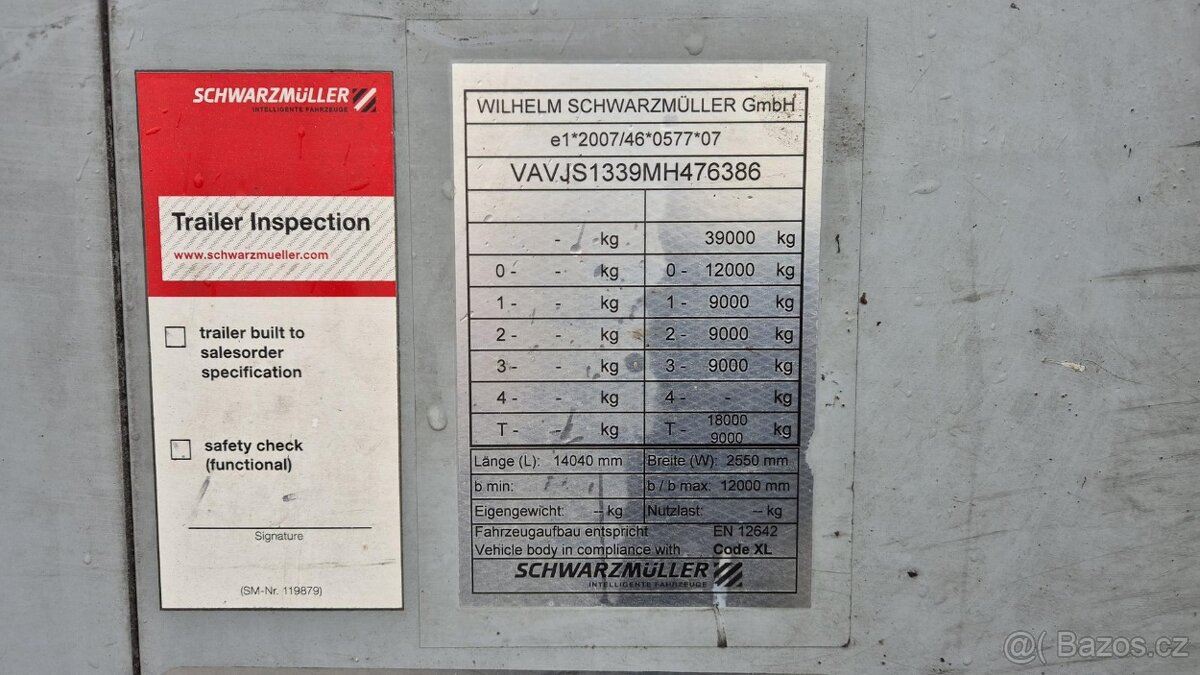 SCHWARZMÜLLER
INTELLIGENTE FAHRZEUGE
Trailer Inspection
www.schwarzmueller.com
trailer built to
salesorder
specification
safety check
(functional)
Signature
(SM-Nr. 119879)
WILHELM SCHWARZMÜLLER GmbH
e1*2007/46*0577*07
VAVJS1339MH476386
- kg 39000 kg
0- - kg 0- 12000 kg
1- - kg 1- 9000 kg
2- - kg 2- 9000 kg
3- - kg 3- 9000 kg
4- - kg 4- - kg
T- - kg T- 18000 kg
9000
Länge (L): 14040 mm Breite (W): 2550 mm
b min: b / b max: 12000 mm
Eigengewicht: -- kg Nutzlast: -- kg
Fahrzeugaufbau entspricht EN 12642
Vehicle body in compliance with Code XL
SCHWARZMÜLLER
INTELLIGENTE FAHRZEUGE
@( Bazos.cz